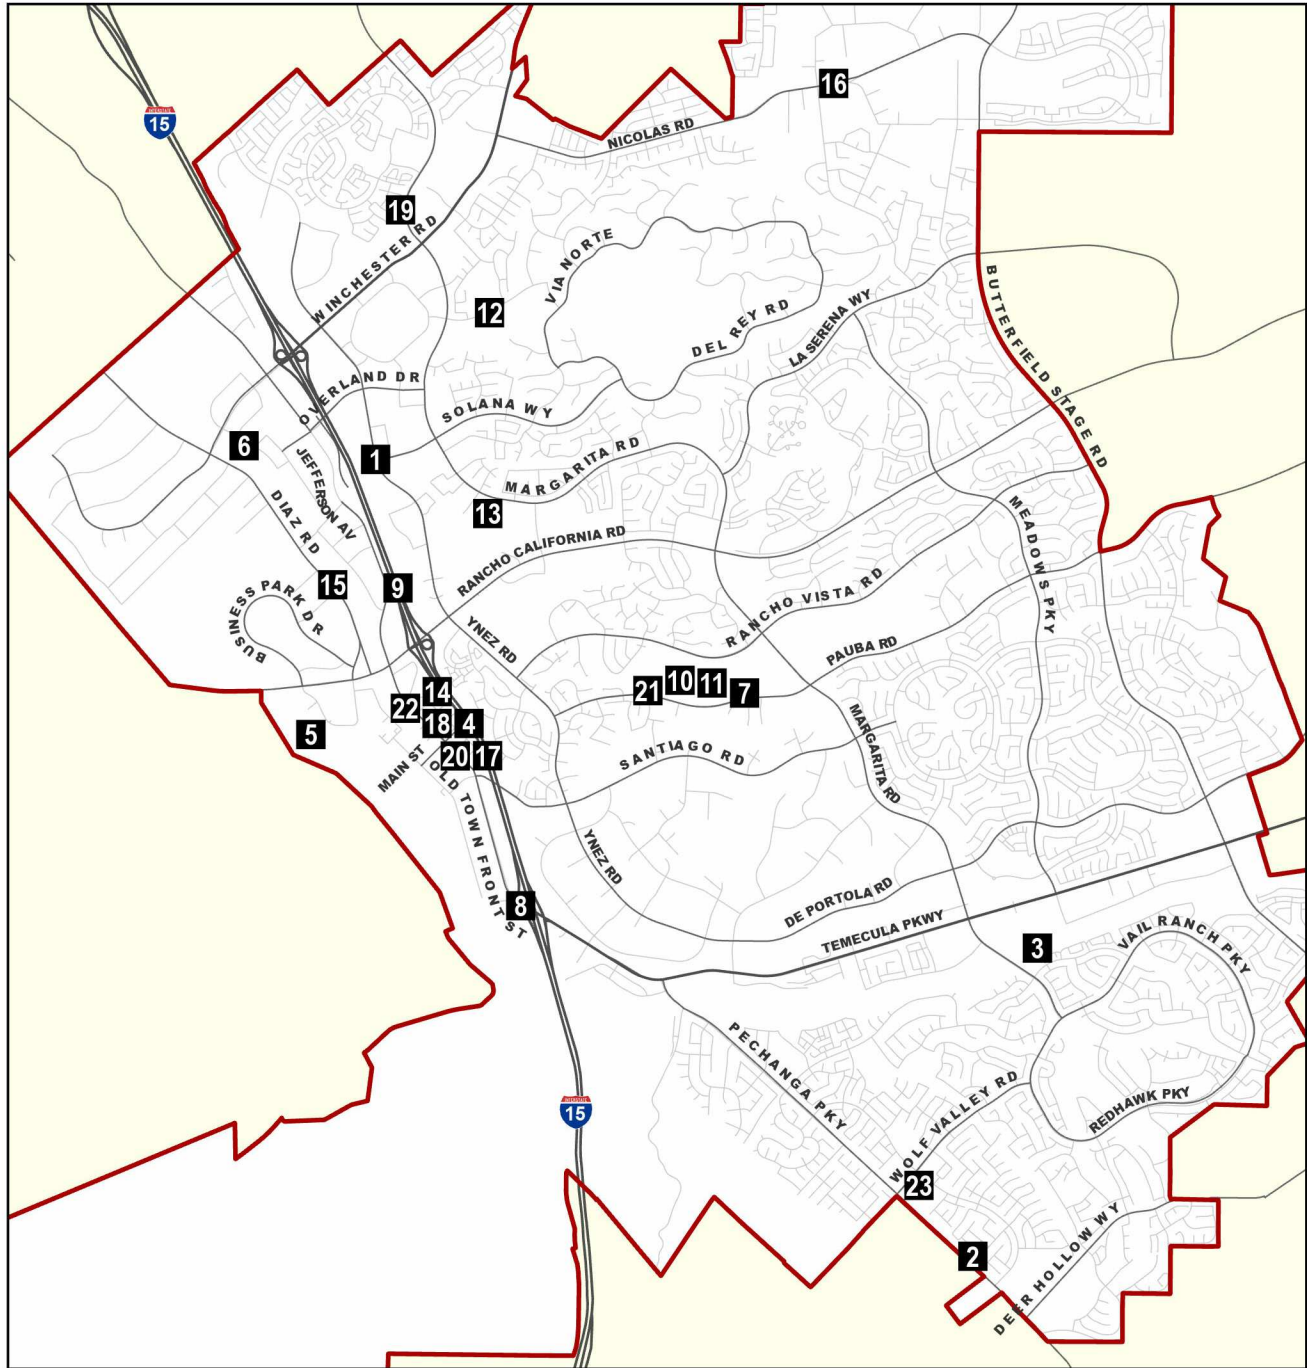 16
INTERSTATE
15
NICOLAS RD
19
WINCHESTER RD
VIA NORTE
12
BUTTERFIELD STAGE RD
DEL REY RD
LA SERENA WY
OVERLAND DR
SOLANA WY
6
1
MARGARITA RD
JEFFERSON AV
DIAZ RD
13
MEADOWS PKY
RANCHO CALIFORNIA RD
15
9
BUSINESS PARK DR
RANCHO VISTA RD
YNEZ RD
PAUBA RD
21
10
11
7
14
22
18
4
5
20
17
MAIN ST
SANTIAGO RD
MARGARITA RD
OLD TOWN FRONT ST
YNEZ RD
8
DE PORTOLA RD
TEMECULA PKWY
3
VAIL RANCH PKY
PECHANGA PKY
INTERSTATE
15
WOLF VALLEY RD
REDHAWK PKY
23
2
DEER HOLLOW WY